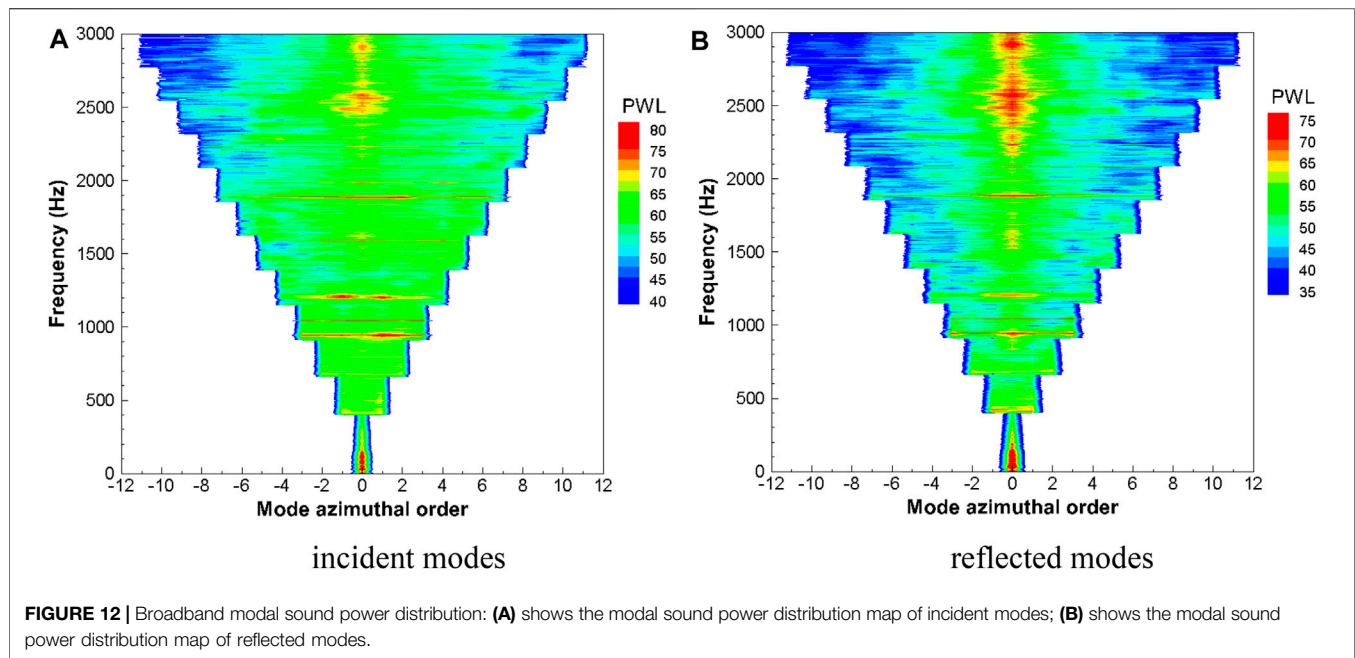 A
3000
2500
2000
1500
1000
500
0
Frequency (Hz)
-12 -10 -8 -6 -4 -2 0 2 4 6 8 10 12
Mode azimuthal order
PWL
80
75
70
65
60
55
50
45
40
incident modes
B
3000
2500
2000
1500
1000
500
0
Frequency (Hz)
-12 -10 -8 -6 -4 -2 0 2 4 6 8 10 12
Mode azimuthal order
PWL
75
70
65
60
55
50
45
40
35
reflected modes
FIGURE 12 | Broadband modal sound power distribution: (A) shows the modal sound power distribution map of incident modes; (B) shows the modal sound
power distribution map of reflected modes.